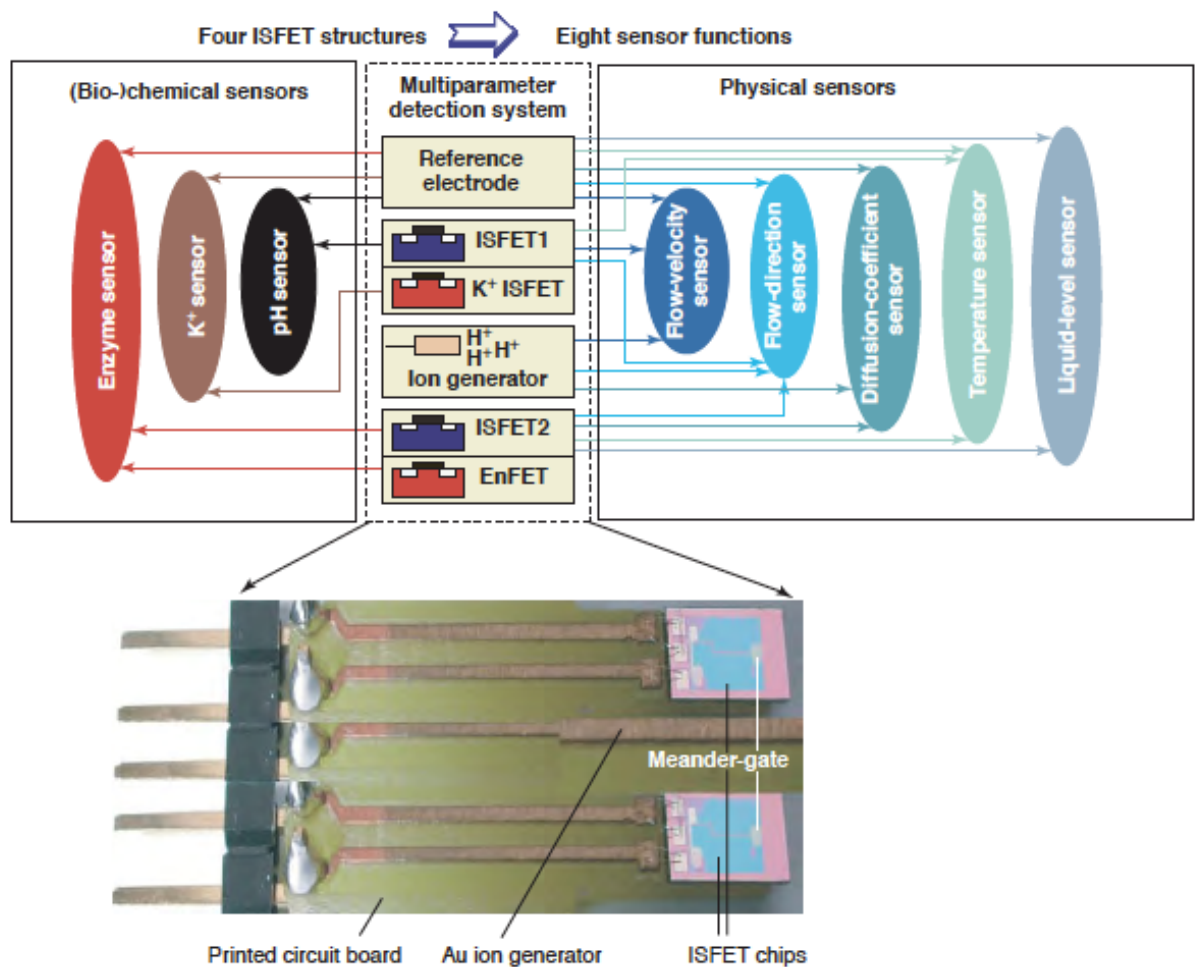 Four ISFET structures
Eight sensor functions
(Bio-)chemical sensors
Multiparameter
detection system
Physical sensors
Reference
electrode
ISFET1
K+ ISFET
H+
H+H+
Ion generator
ISFET2
EnFET
Enzyme sensor
K+ sensor
pH sensor
Flow-velocity
sensor
Flow-direction
sensor
Diffusion-coefficient
sensor
Temperature sensor
Liquid-level sensor
Meander-gate
Printed circuit board
Au ion generator
ISFET chips